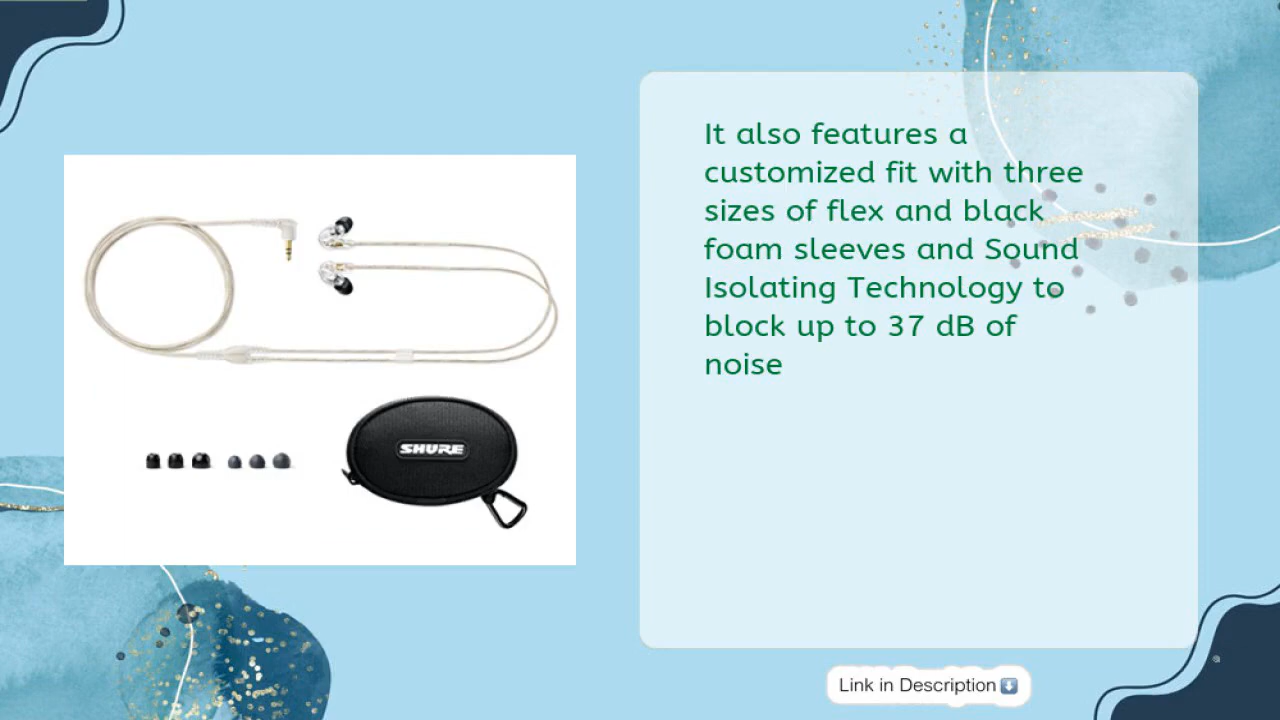 It also features a
customized fit with three
sizes of flex and black
foam sleeves and Sound
Isolating Technology to
block up to 37 dB of
noise
SHURE
Link in Description